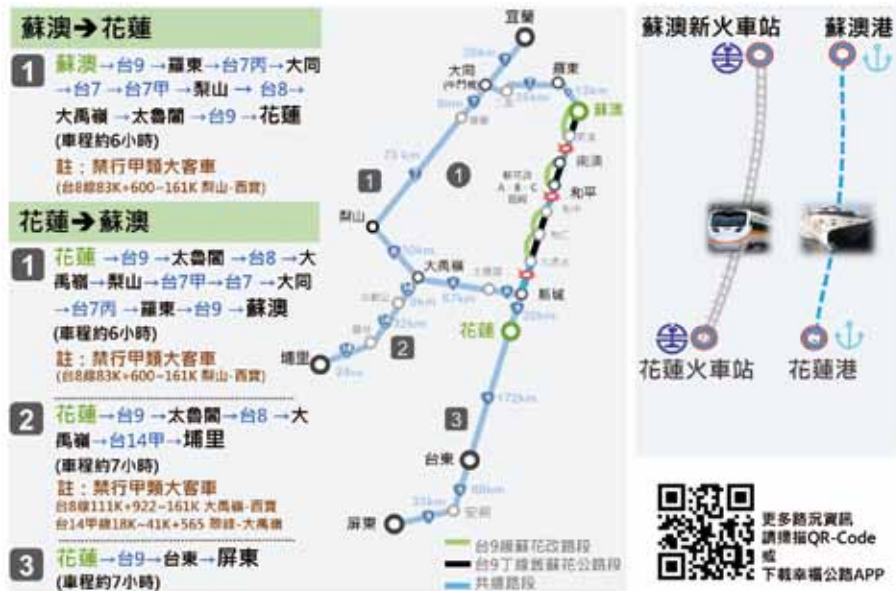 蘇澳→花蓮
1 蘇澳→台9→羅東→台7丙→大同
→台7→台7甲→梨山→台8→
大禹嶺→太魯閣→台9→花蓮
(車程約6小時)
註：禁行甲類大客車
(台8線83K+600~161K 梨山-西寶)
花蓮→蘇澳
1 花蓮→台9→太魯閣→台8→大
禹嶺→梨山→台7甲→台7→大同
→台7丙→羅東→台9→蘇澳
(車程約6小時)
註：禁行甲類大客車
(台8線83K+600~161K 梨山-西寶)
2 花蓮→台9→太魯閣→台8→大
禹嶺→台14甲→埔里
(車程約7小時)
註：禁行甲類大客車
台8線111K+922~161K 大禹嶺-西寶
台14甲線18K~41K+565 翠峰-大禹嶺
3 花蓮→台9→台東→屏東
(車程約7小時)
宜蘭
大同
羅東
蘇澳
南澳
蘇花改
A、B、C
路段
和平
1
1
73 km
梨山
大禹嶺
新城
花蓮
2
埔里
3
172km
台東
屏東
安朔
台9線蘇花改路段
台9丁線舊蘇花公路段
共線路段
蘇澳新火車站
蘇澳港
花蓮火車站
花蓮港
更多路況資訊
請掃描QR-Code
或
下載幸福公路APP